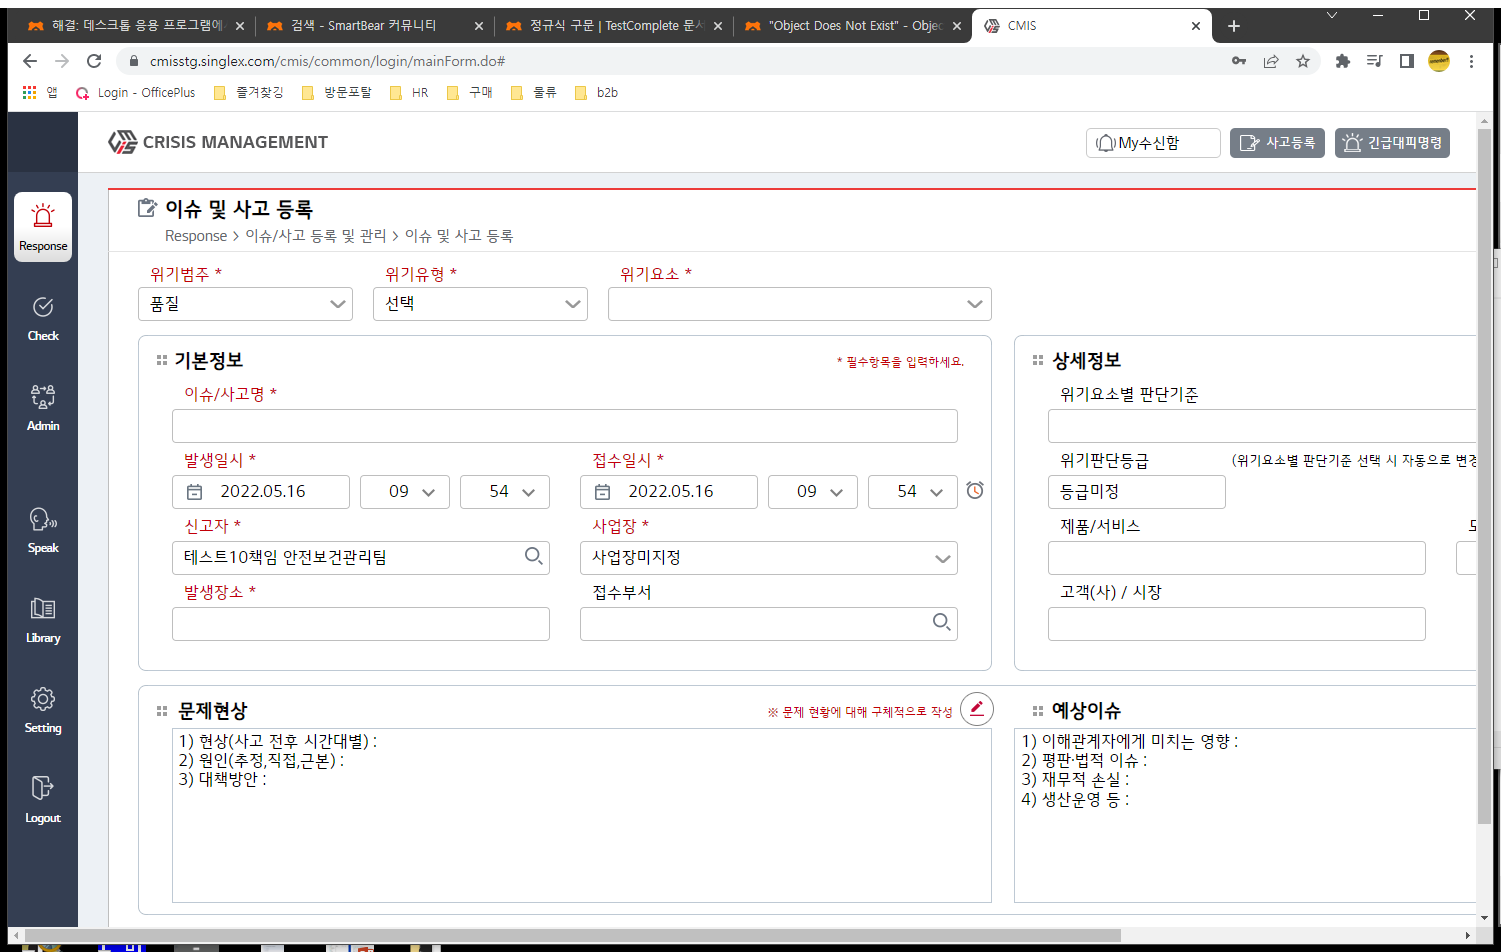 해결: 데스크톱 응용 프로그램에
검색 - SmartBear 커뮤니티
정규식 구문 | TestComplete 문서
"Object Does Not Exist" - Objec
CMIS
cmisstg.singlex.com/cmis/common/login/mainForm.do#
앱
Login - OfficePlus
즐겨찾깅
방문포탈
HR
구매
물류
b2b
CRISIS MANAGEMENT
My수신함
사고등록
긴급대피명령
Response
Check
Admin
Speak
Library
Setting
Logout
이슈 및 사고 등록
Response > 이슈/사고 등록 및 관리 > 이슈 및 사고 등록
위기범주 *
위기유형 *
위기요소 *
품질
선택
기본정보
* 필수항목을 입력하세요.
이슈/사고명 *
발생일시 *
접수일시 *
2022.05.16
09
54
2022.05.16
09
54
신고자 *
사업장 *
테스트10책임 안전보건관리팀
사업장미지정
발생장소 *
접수부서
상세정보
위기요소별 판단기준
위기판단등급
(위기요소별 판단기준 선택 시 자동으로 변경
등급미정
제품/서비스
고객(사) / 시장
문제현상
※ 문제 현황에 대해 구체적으로 작성
1) 현상(사고 전후 시간대별) :
2) 원인(추정,직접,근본) :
3) 대책방안 :
예상이슈
1) 이해관계자에게 미치는 영향 :
2) 평판·법적 이슈 :
3) 재무적 손실 :
4) 생산운영 등 :